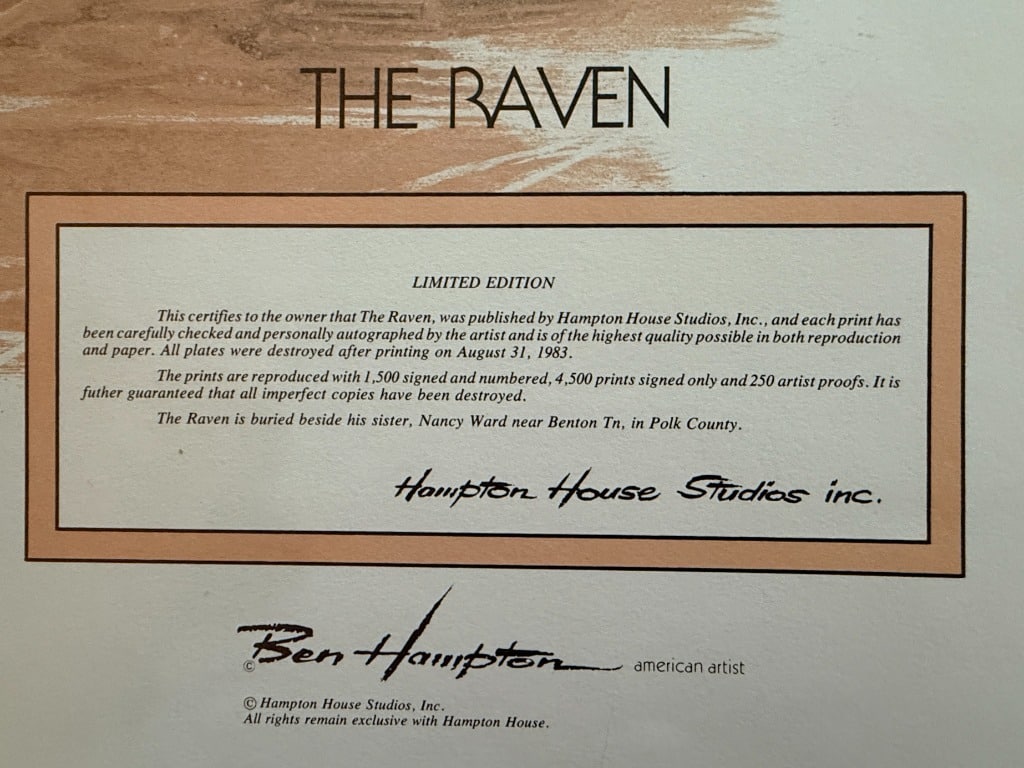 THE RAVEN
LIMITED EDITION
This certifies to the owner that The Raven, was published by Hampton House Studios, Inc., and each print has
been carefully checked and personally autographed by the artist and is of the highest quality possible in both reproduction
and paper. All plates were destroyed after printing on August 31, 1983.
The prints are reproduced with 1,500 signed and numbered, 4,500 prints signed only and 250 artist proofs. It is
futher guaranteed that all imperfect copies have been destroyed.
The Raven is buried beside his sister, Nancy Ward near Benton Tn, in Polk County.
Hampton House Studios inc.
© Ben Hampton american artist
© Hampton House Studios, Inc.
All rights remain exclusive with Hampton House.